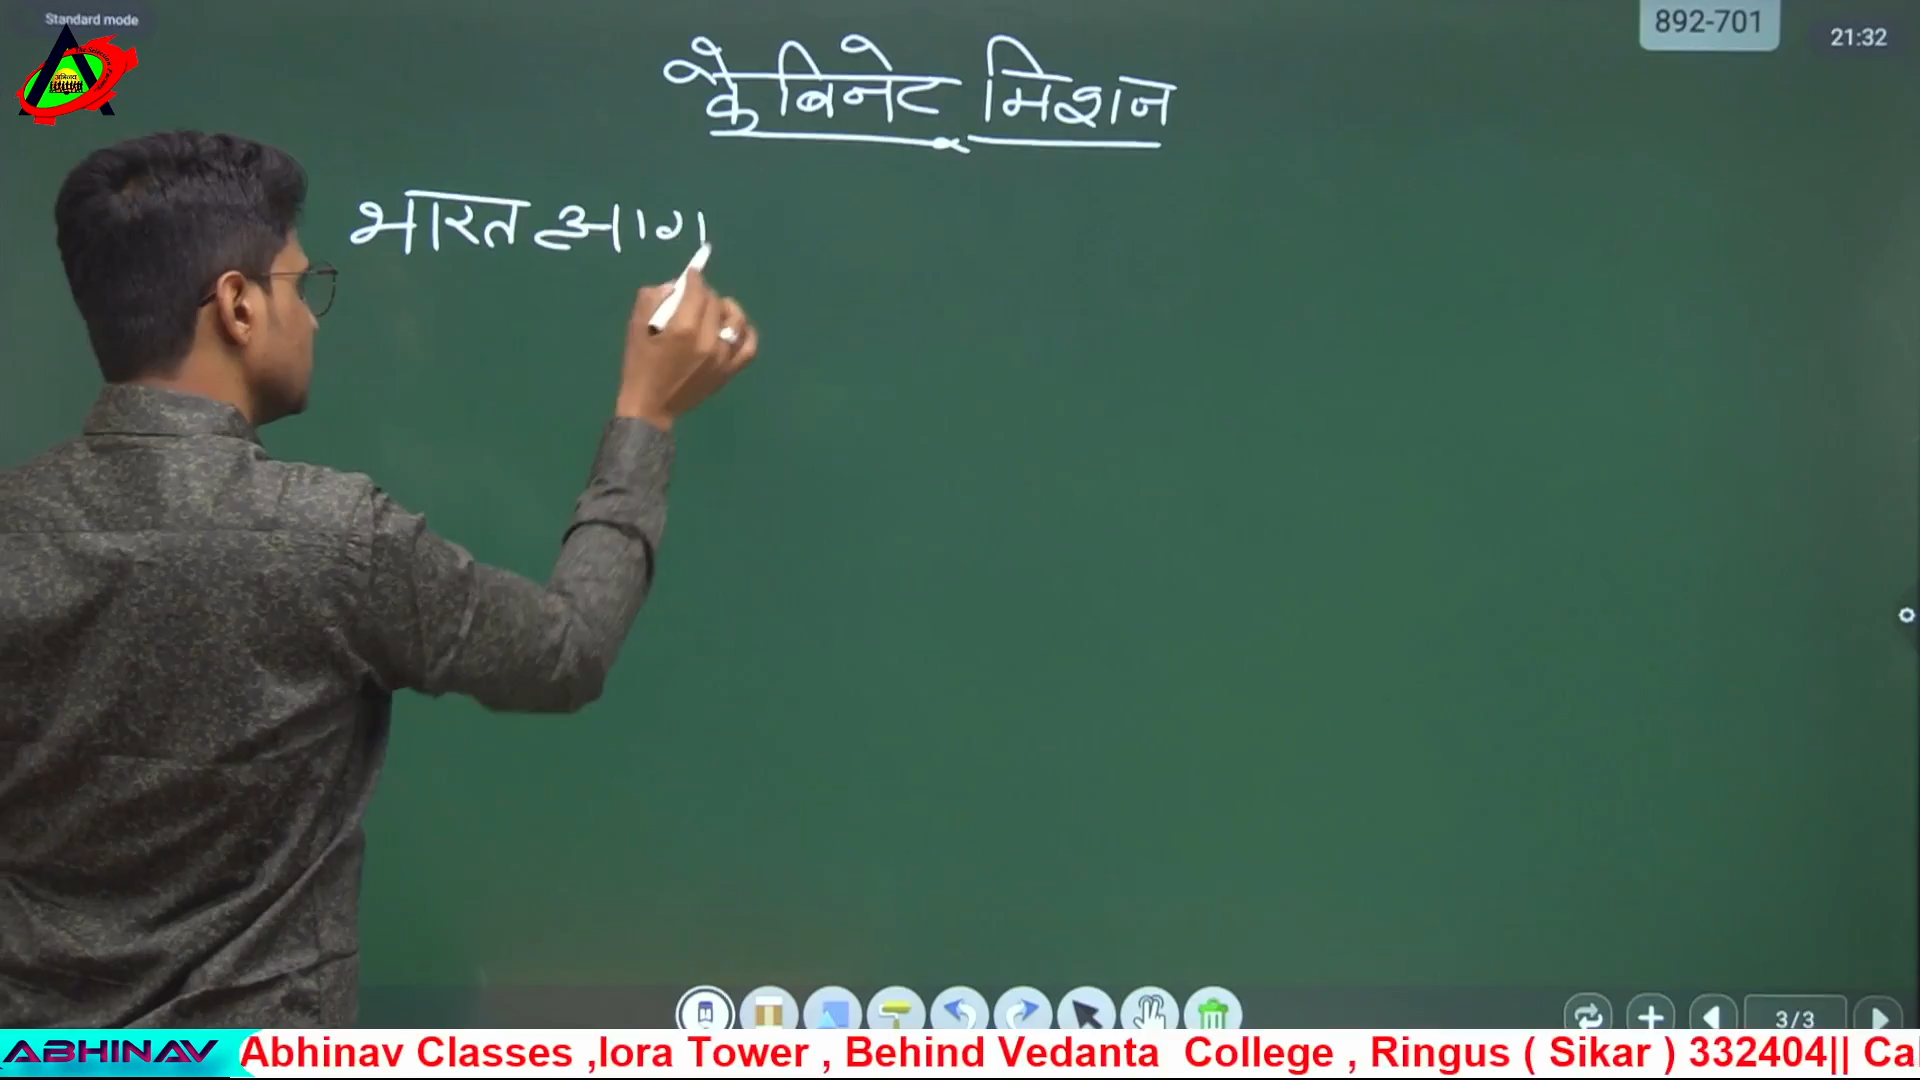 Standard mode
892-701
21:32
कैबिनेट मिशन
भारत आग
3/3
ABHINAV
Abhinav Classes ,Iora Tower , Behind Vedanta College , Ringus ( Sikar ) 332404|| Ca